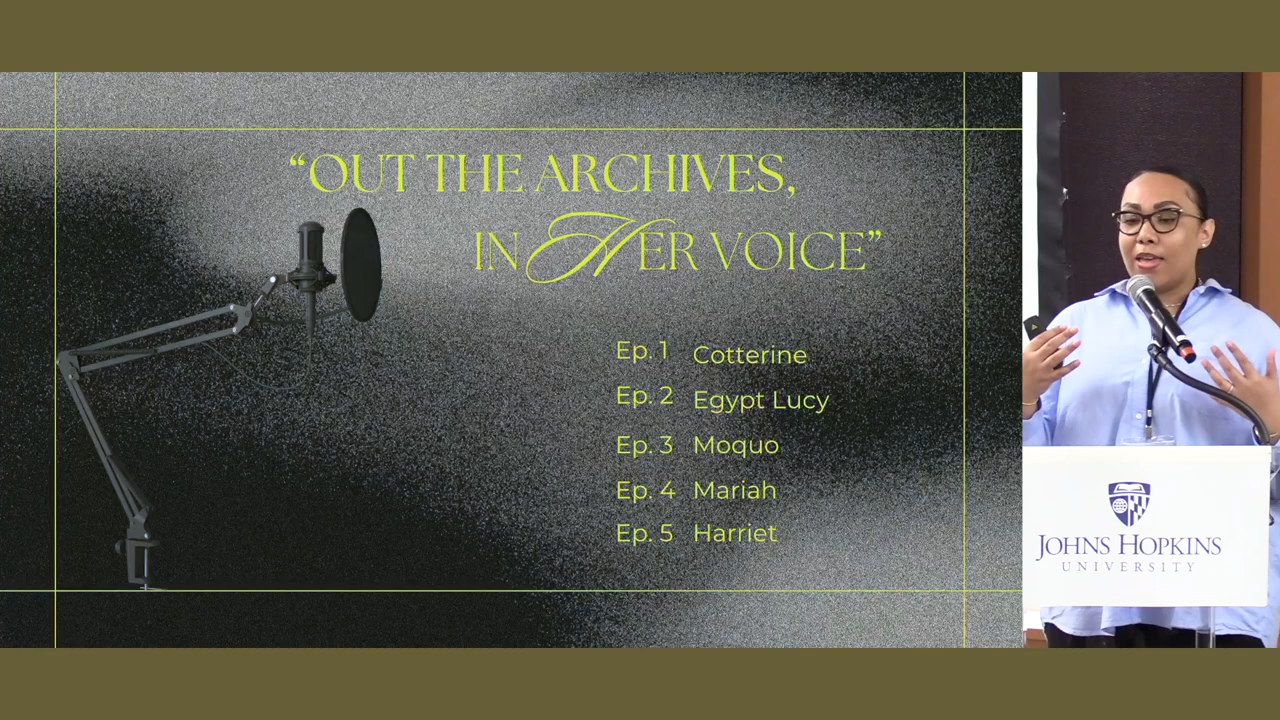 “OUT THE ARCHIVES,
IN HER VOICE”
Ep. 1 Cotterine
Ep. 2 Egypt Lucy
Ep. 3 Moquo
Ep. 4 Mariah
Ep. 5 Harriet
JOHNS HOPKINS
UNIVERSITY